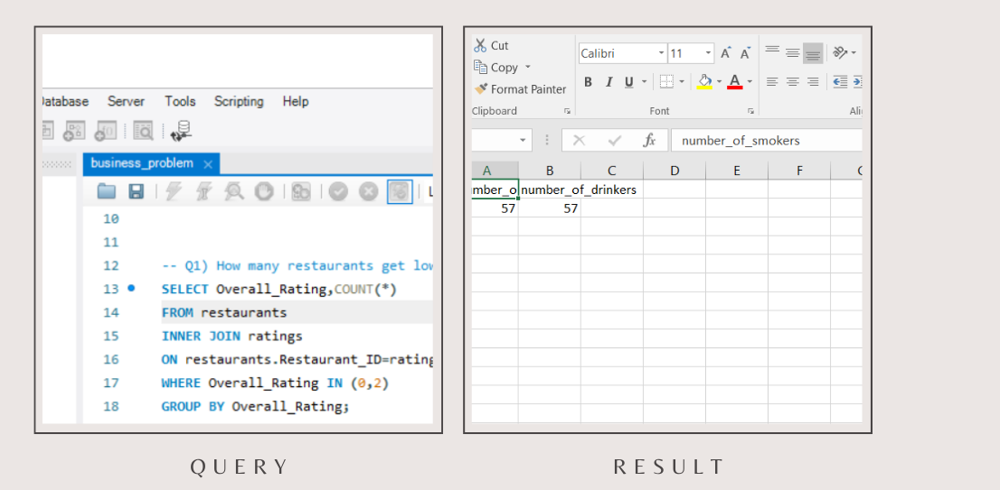 Database Server Tools Scripting Help
business_problem
10
11
12 -- Q1) How many restaurants get low
13 SELECT Overall_Rating,COUNT(*)
14 FROM restaurants
15 INNER JOIN ratings
16 ON restaurants.Restaurant_ID=rating
17 WHERE Overall_Rating IN (0,2)
18 GROUP BY Overall_Rating;
QUERY
Cut
Copy
Format Painter
Clipboard
Calibri 11 A A
B I U A
Font
Ali
fx number_of_smokers
A B C D E F
mber_o number_of_drinkers
57 57
RESULT